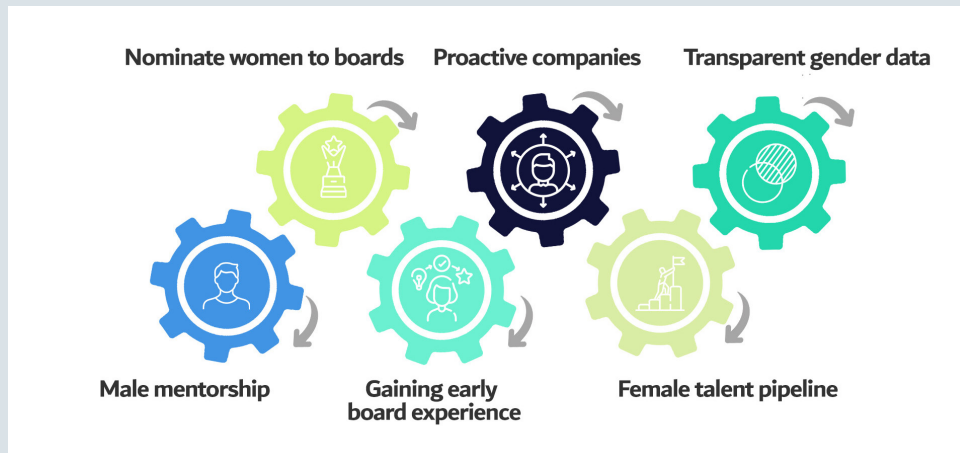 Nominate women to boards
Proactive companies
Transparent gender data
Male mentorship
Gaining early
board experience
Female talent pipeline